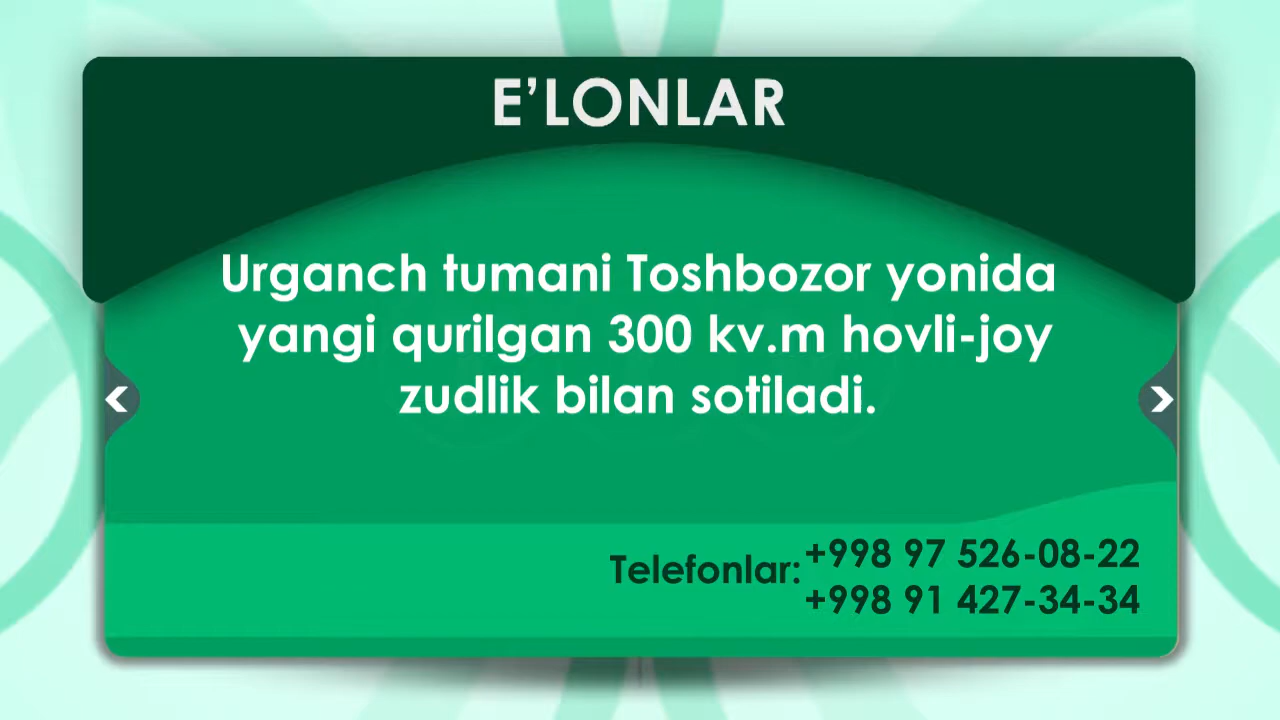 E’LONLAR
Urganch tumani Toshbozor yonida
yangi qurilgan 300 kv.m hovli-joy
zudlik bilan sotiladi.
Telefonlar: +998 97 526-08-22
+998 91 427-34-34